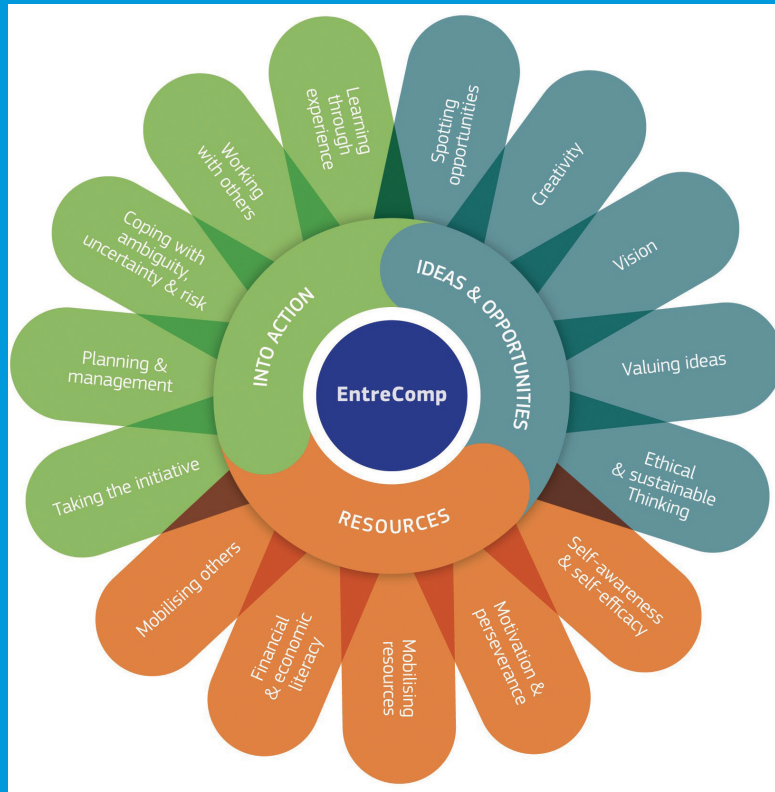 EntreComp
IDEAS & OPPORTUNITIES
Spotting
opportunities
Creativity
Vision
Valuing ideas
Ethical
& sustainable
Thinking
RESOURCES
Self-awareness
& self-efficacy
Motivation &
perseverance
Mobilising
resources
Financial
& economic
literacy
Mobilising others
INTO ACTION
Taking the initiative
Planning &
management
Coping with
ambiguity,
uncertainty & risk
Working
with others
Learning
through
experience